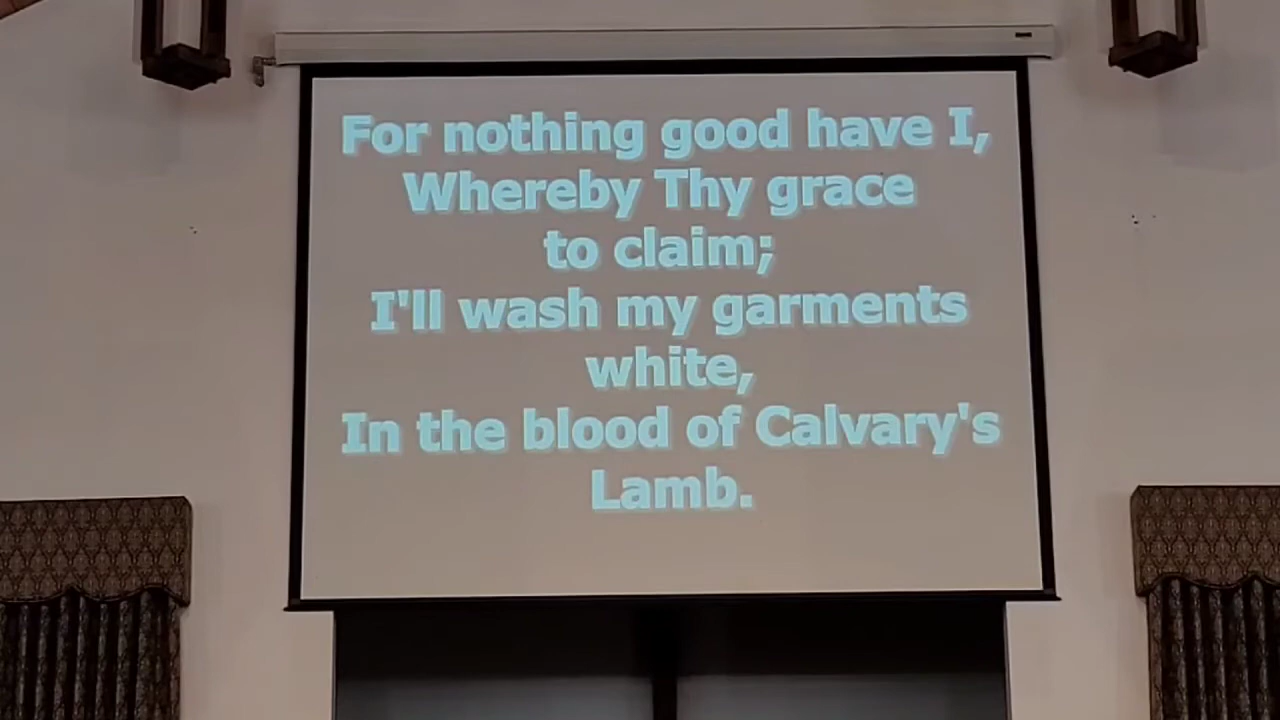 For nothing good have I,
Whereby Thy grace
to claim;
I'll wash my garments
white,
In the blood of Calvary's
Lamb.